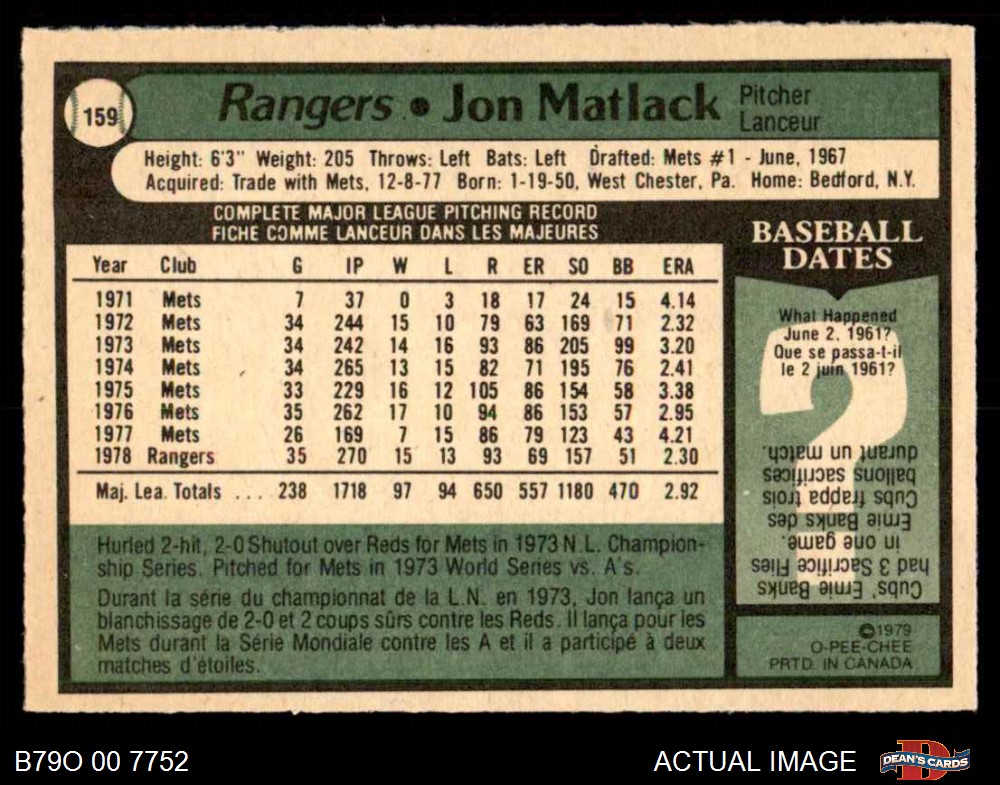 159
Rangers • Jon Matlack
Pitcher
Lanceur
Height: 6'3" Weight: 205 Throws: Left Bats: Left Drafted: Mets #1 - June, 1967
Acquired: Trade with Mets, 12-8-77 Born: 1-19-50, West Chester, Pa. Home: Bedford, N.Y.
COMPLETE MAJOR LEAGUE PITCHING RECORD
FICHE COMME LANCEUR DANS LES MAJEURES
Year Club G IP W L R ER SO BB ERA
1971 Mets 7 37 0 3 18 17 24 15 4.14
1972 Mets 34 244 15 10 79 63 169 71 2.32
1973 Mets 34 242 14 16 93 86 205 99 3.20
1974 Mets 34 265 13 15 82 71 195 76 2.41
1975 Mets 33 229 16 12 105 86 154 58 3.38
1976 Mets 35 262 17 10 94 86 153 57 2.95
1977 Mets 26 169 7 15 86 79 123 43 4.21
1978 Rangers 35 270 15 13 93 69 157 51 2.30
Maj. Lea. Totals ... 238 1718 97 94 650 557 1180 470 2.92
Hurled 2-hit, 2-0 Shutout over Reds for Mets in 1973 N.L. Champion-
ship Series. Pitched for Mets in 1973 World Series vs. A's.
Durant la série du championnat de la L.N. en 1973, Jon lança un
blanchissage de 2-0 et 2 coups sûrs contre les Reds. Il lança pour les
Mets durant la Série Mondiale contre les A et il a participé à deux
matches d'étoiles.
BASEBALL
DATES
What Happened
June 2, 1961?
Que se passa-t-il
le 2 juin 1961?
Cubs' Ernie Banks
had 3 Sacrifice Flies
in one game.
Ernie Banks des
Cubs frappa trois
ballons sacrifices
durant un match.
©1979
O-PEE-CHEE
PRTD. IN CANADA
B79O 00 7752
ACTUAL IMAGE
D
DEAN'S CARDS